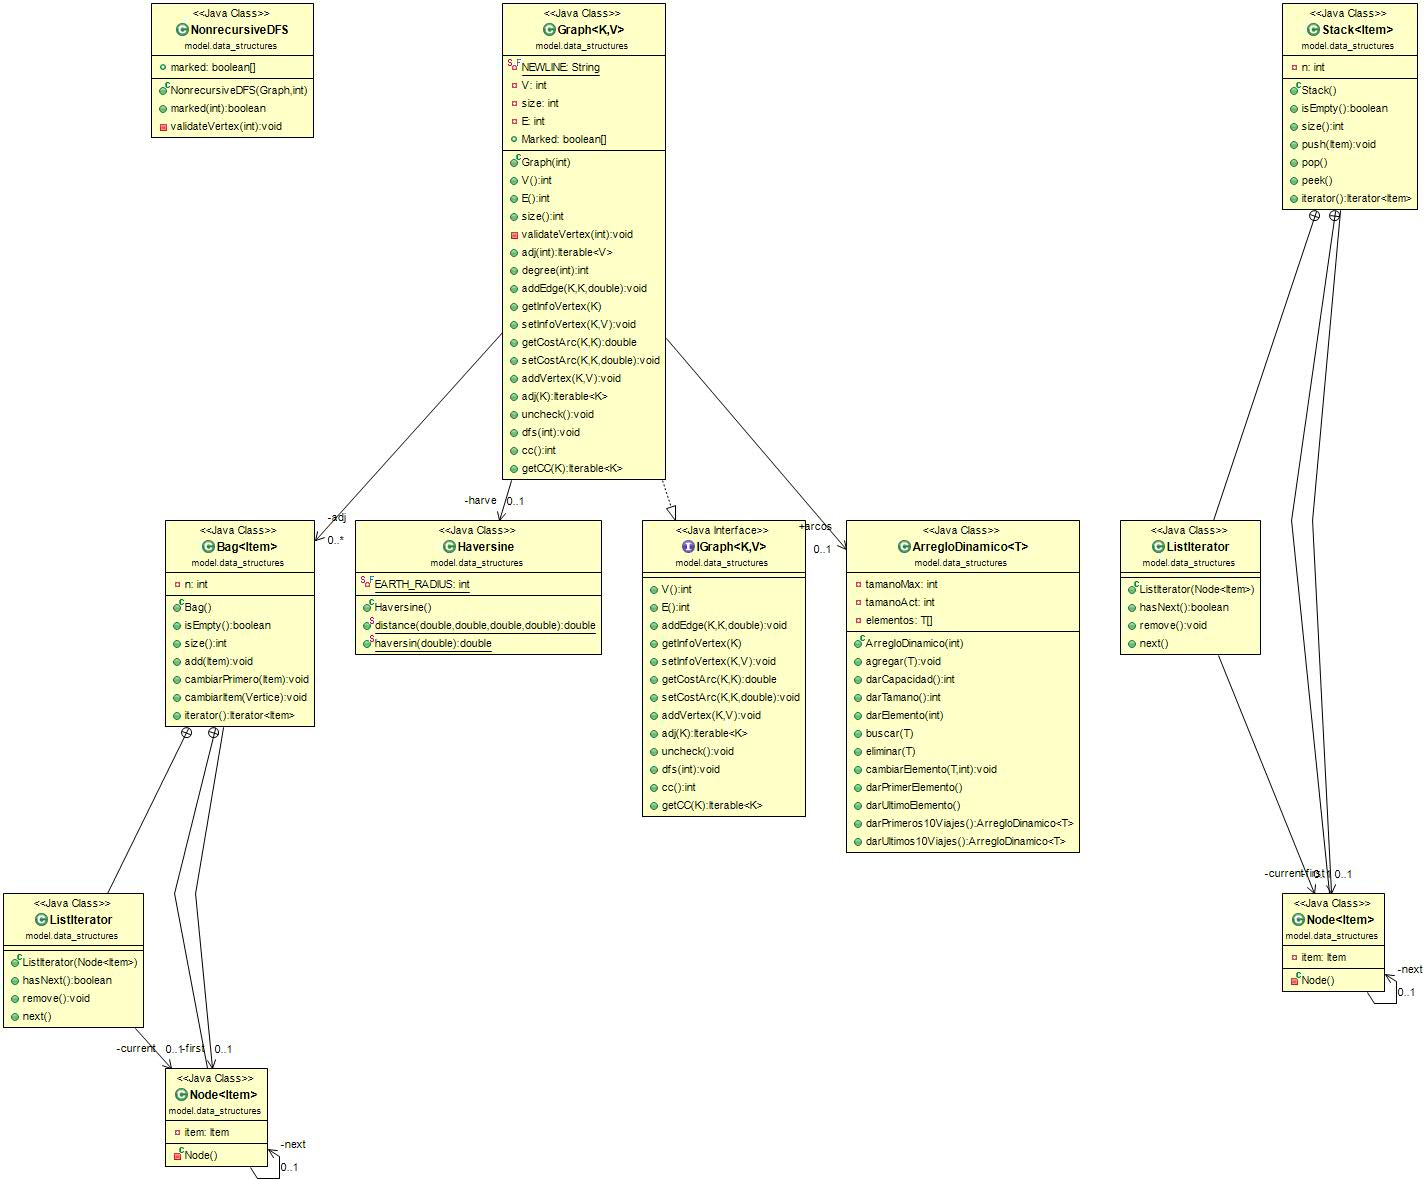 <<Java Class>>
NonrecursiveDFS
model.data_structures
marked: boolean[]
NonrecursiveDFS(Graph,int)
marked(int):boolean
validateVertex(int):void
<<Java Class>>
Graph<K,V>
model.data_structures
NEWLINE: String
V: int
size: int
E: int
Marked: boolean[]
Graph(int)
V():int
E():int
size():int
validateVertex(int):void
adj(int):Iterable<V>
degree(int):int
addEdge(K,K,double):void
getInfoVertex(K)
setInfoVertex(K,V):void
getCostArc(K,K):double
setCostArc(K,K,double):void
addVertex(K,V):void
adj(K):Iterable<K>
uncheck():void
dfs(int):void
cc():int
getCC(K):Iterable<K>
<<Java Class>>
Stack<Item>
model.data_structures
n: int
Stack()
isEmpty():boolean
size():int
push(Item):void
pop()
peek()
iterator():Iterator<Item>
-adj
0..*
-harve
0..1
+arcos
0..1
<<Java Class>>
Bag<Item>
model.data_structures
n: int
Bag()
isEmpty():boolean
size():int
add(Item):void
cambiarPrimero(Item):void
cambiarItem(Vertice):void
iterator():Iterator<Item>
<<Java Class>>
Haversine
model.data_structures
EARTH_RADIUS: int
Haversine()
distance(double,double,double,double):double
haversin(double):double
<<Java Interface>>
IGraph<K,V>
model.data_structures
V():int
E():int
addEdge(K,K,double):void
getInfoVertex(K)
setInfoVertex(K,V):void
getCostArc(K,K):double
setCostArc(K,K,double):void
addVertex(K,V):void
adj(K):Iterable<K>
uncheck():void
dfs(int):void
cc():int
getCC(K):Iterable<K>
<<Java Class>>
ArregloDinamico<T>
model.data_structures
tamanoMax: int
tamanoAct: int
elementos: T[]
ArregloDinamico(int)
agregar(T):void
darCapacidad():int
darTamano():int
darElemento(int)
buscar(T)
eliminar(T)
cambiarElemento(T,int):void
darPrimerElemento()
darUltimoElemento()
darPrimeros10Viajes():ArregloDinamico<T>
darUltimos10Viajes():ArregloDinamico<T>
<<Java Class>>
ListIterator
model.data_structures
ListIterator(Node<Item>)
hasNext():boolean
remove():void
next()
-current
-first
0..1
<<Java Class>>
Node<Item>
model.data_structures
item: Item
Node()
-next
0..1
<<Java Class>>
ListIterator
model.data_structures
ListIterator(Node<Item>)
hasNext():boolean
remove():void
next()
-current
0..1
-first
0..1
<<Java Class>>
Node<Item>
model.data_structures
item: Item
Node()
-next
0..1